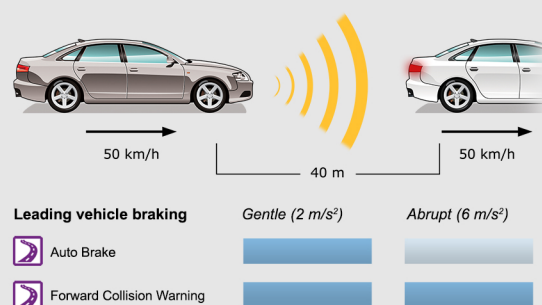 50 km/h
50 km/h
40 m
Leading vehicle braking Gentle (2 m/s²) Abrupt (6 m/s²)
Auto Brake
Forward Collision Warning